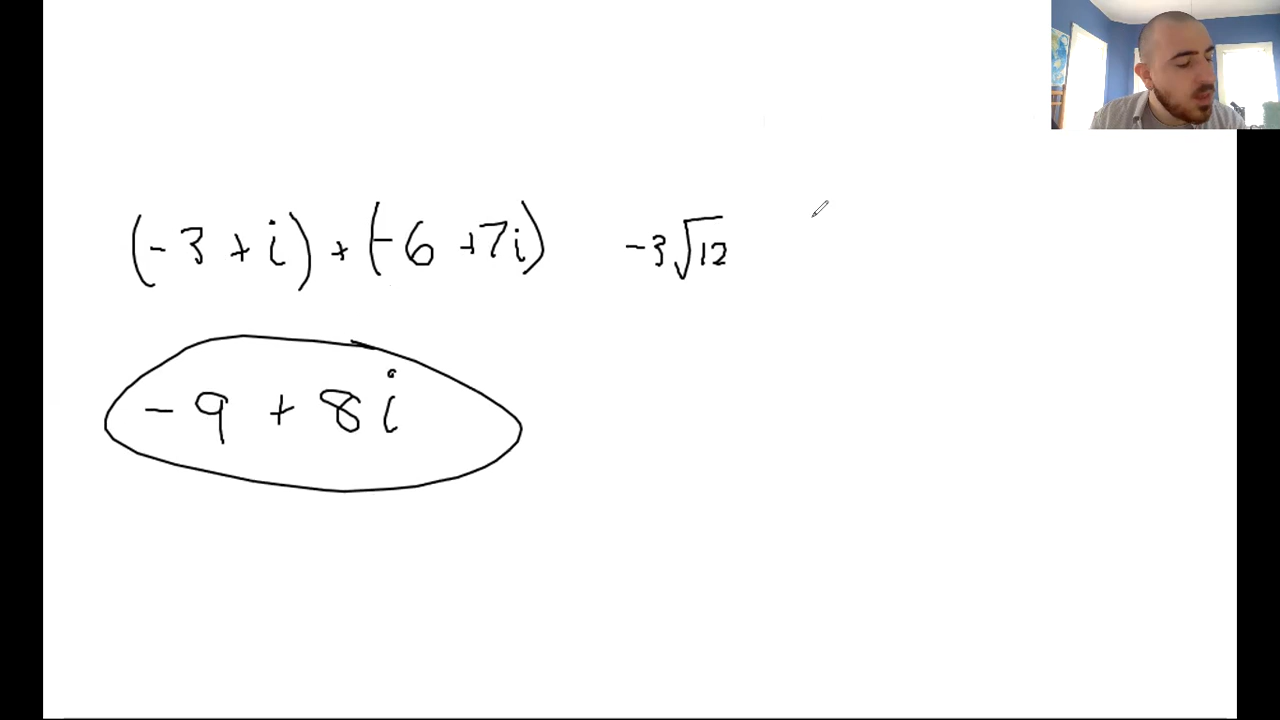 (-3 + i) + (-6 +7i) -3√12
-9 + 8i